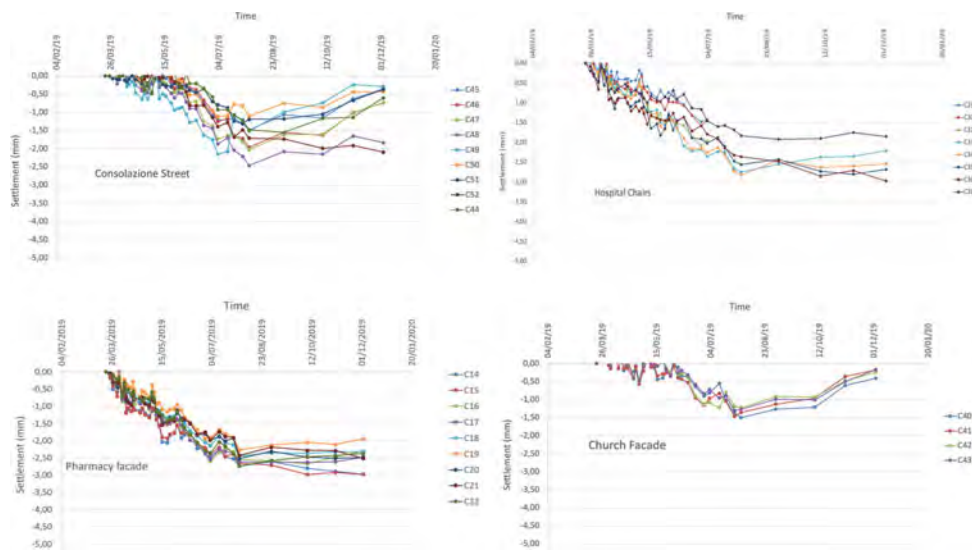 Time
04/02/19 26/03/19 15/05/19 04/07/19 23/08/19 12/10/19 01/12/19 20/01/20
0,00
-0,50
-1,00
-1,50
-2,00
-2,50
-3,00
-3,50
-4,00
-4,50
-5,00
Settlement (mm)
Consolazione Street
C45
C46
C47
C48
C49
C50
C51
C52
C44
Time
Settlement (mm)
Hospital Chains
Time
04/02/2019 26/03/2019 15/05/2019 04/07/2019 23/08/2019 12/10/2019 01/12/2019 20/01/2020
0,00
-0,50
-1,00
-1,50
-2,00
-2,50
-3,00
-3,50
-4,00
-4,50
-5,00
Settlement (mm)
Pharmacy facade
C14
C15
C16
C17
C18
C19
C20
C21
C22
Time
04/02/19 26/03/19 15/05/19 04/07/19 23/08/19 12/10/19 01/12/19 20/01/20
0,00
-0,50
-1,00
-1,50
-2,00
-2,50
-3,00
-3,50
-4,00
-4,50
-5,00
Settlement (mm)
Church Facade
C40
C41
C42
C43